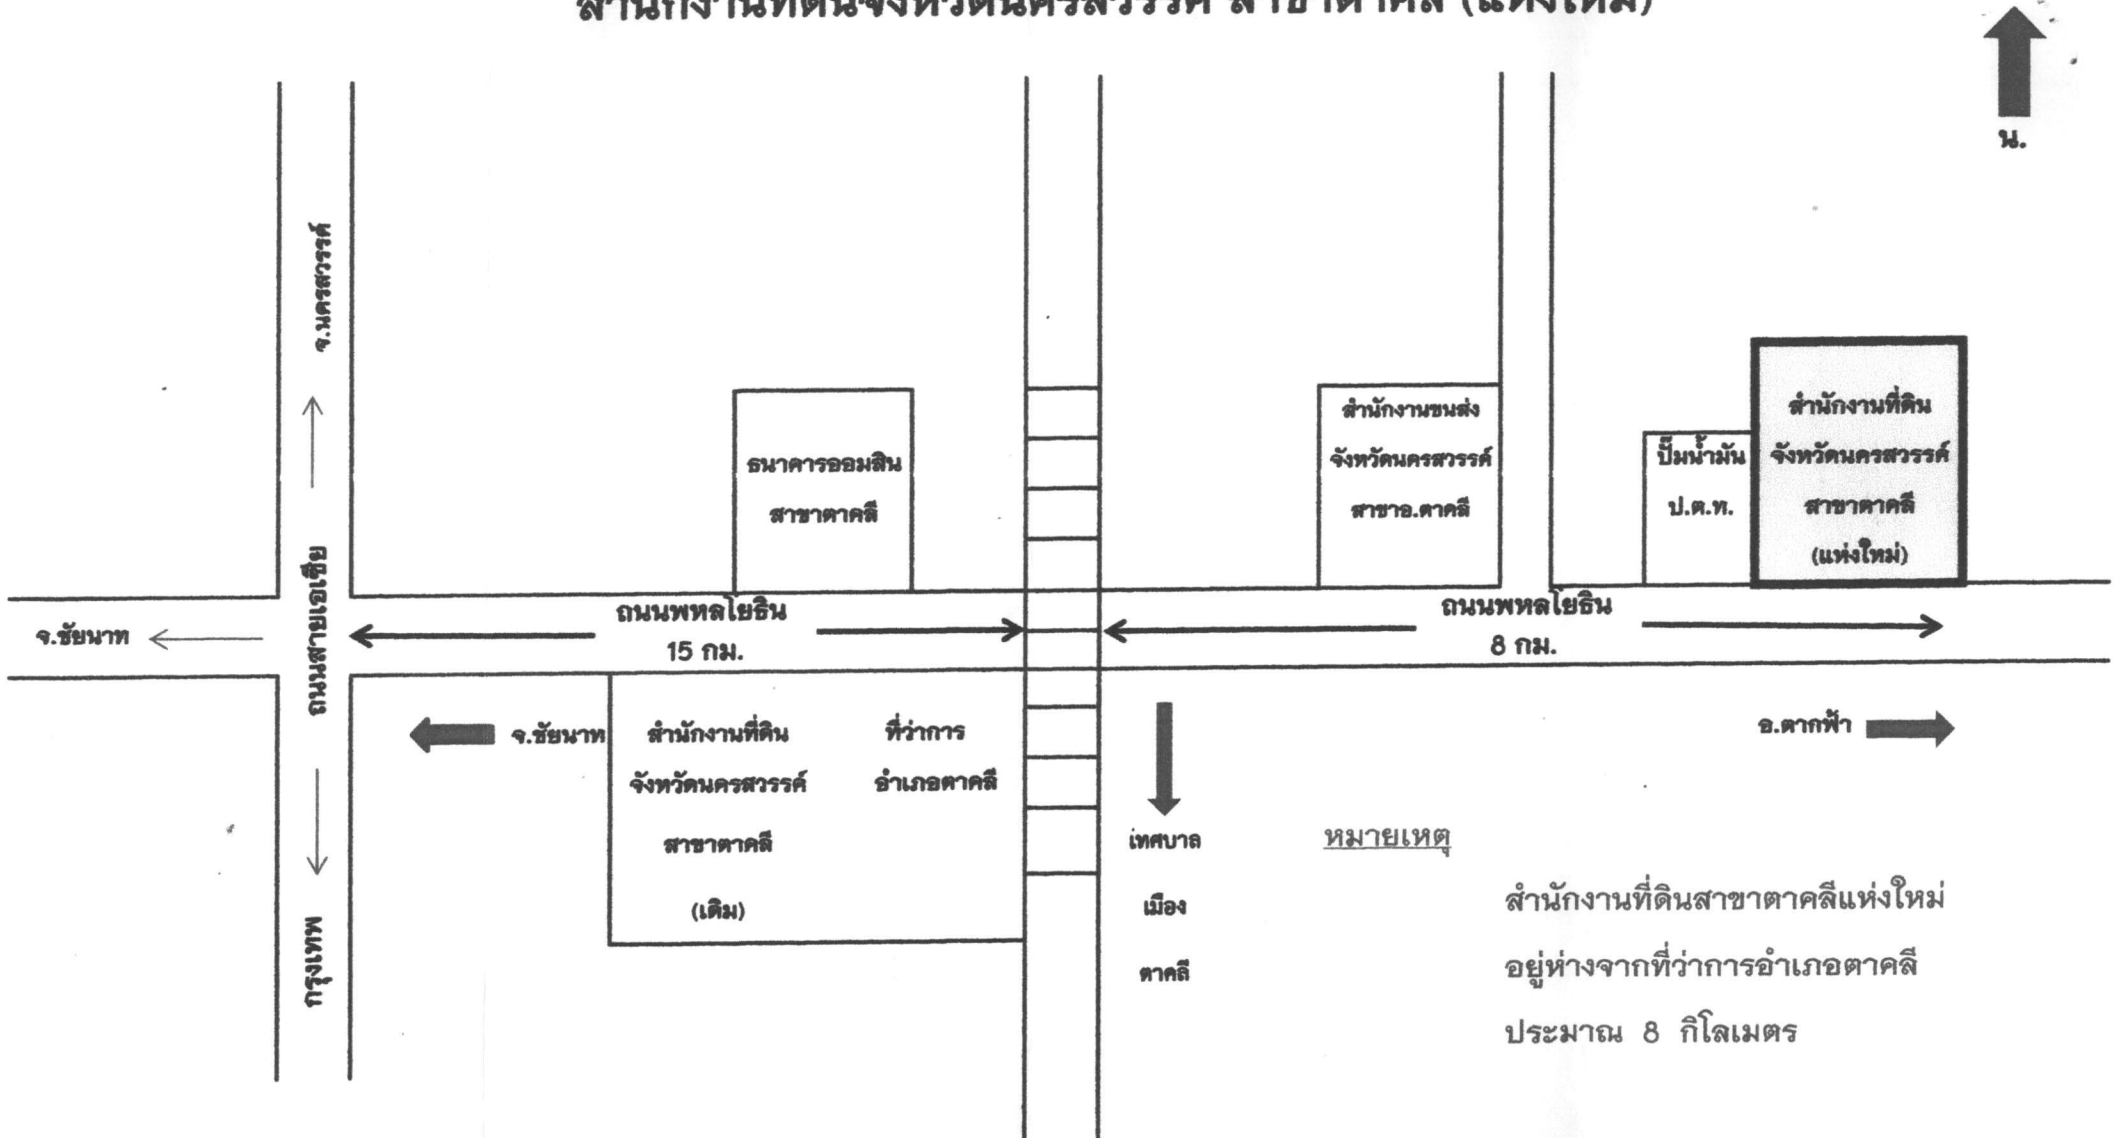 สำนักงานที่ดินจังหวัดนครสวรรค์ สาขาตาคลี (แห่งใหม่)
น.
จ.นครสวรรค์
ถนนสายเอเซีย
กรุงเทพ
จ.ชัยนาท
ธนาคารออมสิน
สาขาตาคลี
สำนักงานขนส่ง
จังหวัดนครสวรรค์
สาขาอ.ตาคลี
ปั๊มน้ำมัน
ป.ต.ท.
สำนักงานที่ดิน
จังหวัดนครสวรรค์
สาขาตาคลี
(แห่งใหม่)
ถนนพหลโยธิน
15 กม.
ถนนพหลโยธิน
8 กม.
จ.ชัยนาท
สำนักงานที่ดิน
จังหวัดนครสวรรค์
สาขาตาคลี
(เดิม)
ที่ว่าการ
อำเภอตาคลี
เทศบาล
เมือง
ตาคลี
อ.ตากฟ้า
หมายเหตุ
สำนักงานที่ดินสาขาตาคลีแห่งใหม่
อยู่ห่างจากที่ว่าการอำเภอตาคลี
ประมาณ 8 กิโลเมตร